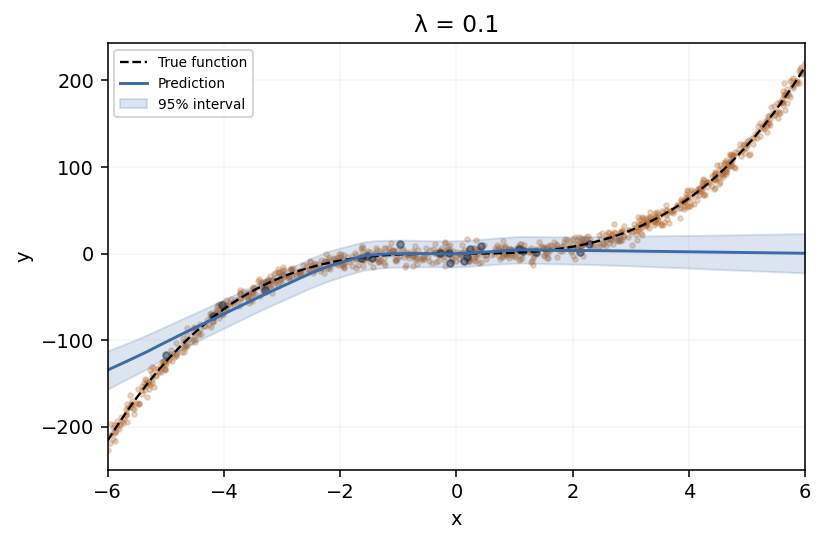 λ = 0.1
True function
Prediction
95% interval
200
100
0
−100
−200
y
−6
−4
−2
0
2
4
6
x